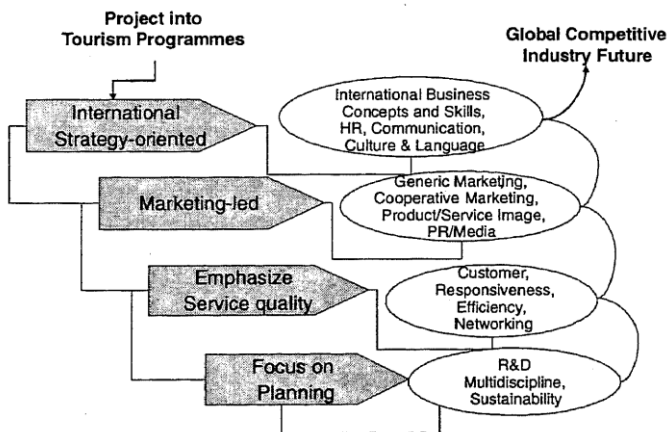 Project into
Tourism Programmes
Global Competitive
Industry Future
International
Strategy-oriented
International Business
Concepts and Skills,
HR, Communication,
Culture & Language
Marketing-led
Generic Marketing,
Cooperative Marketing,
Product/Service Image,
PR/Media
Emphasize
Service quality
Customer,
Responsiveness,
Efficiency,
Networking
Focus on
Planning
R&D
Multidiscipline,
Sustainability